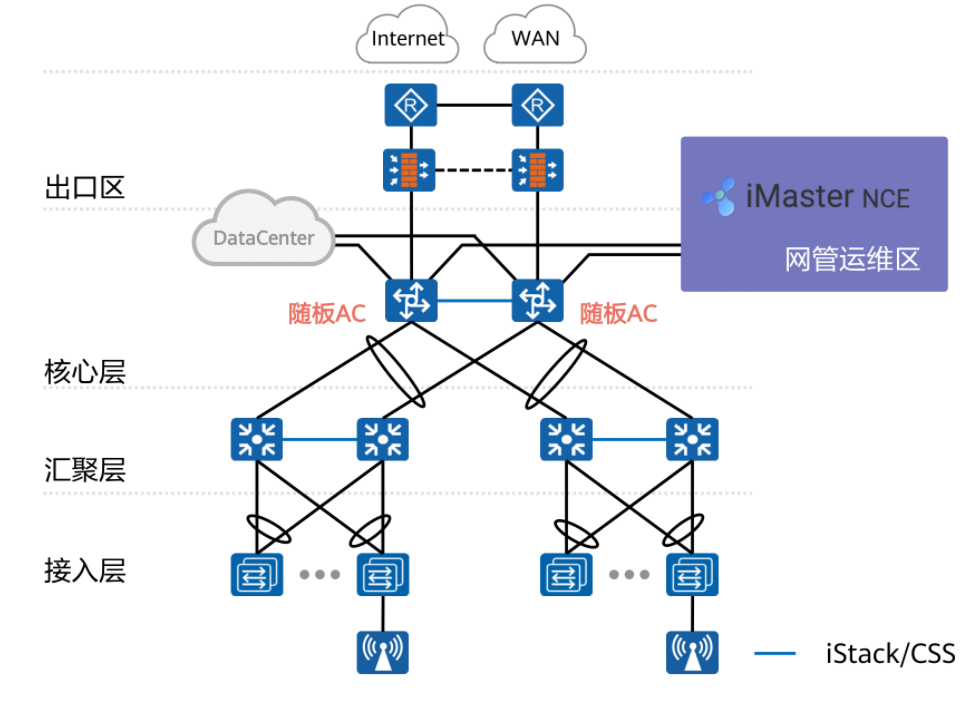 Internet
WAN
R
R
出口区
iMaster NCE
网管运维区
DataCenter
随板AC
随板AC
核心层
汇聚层
接入层
iStack/CSS